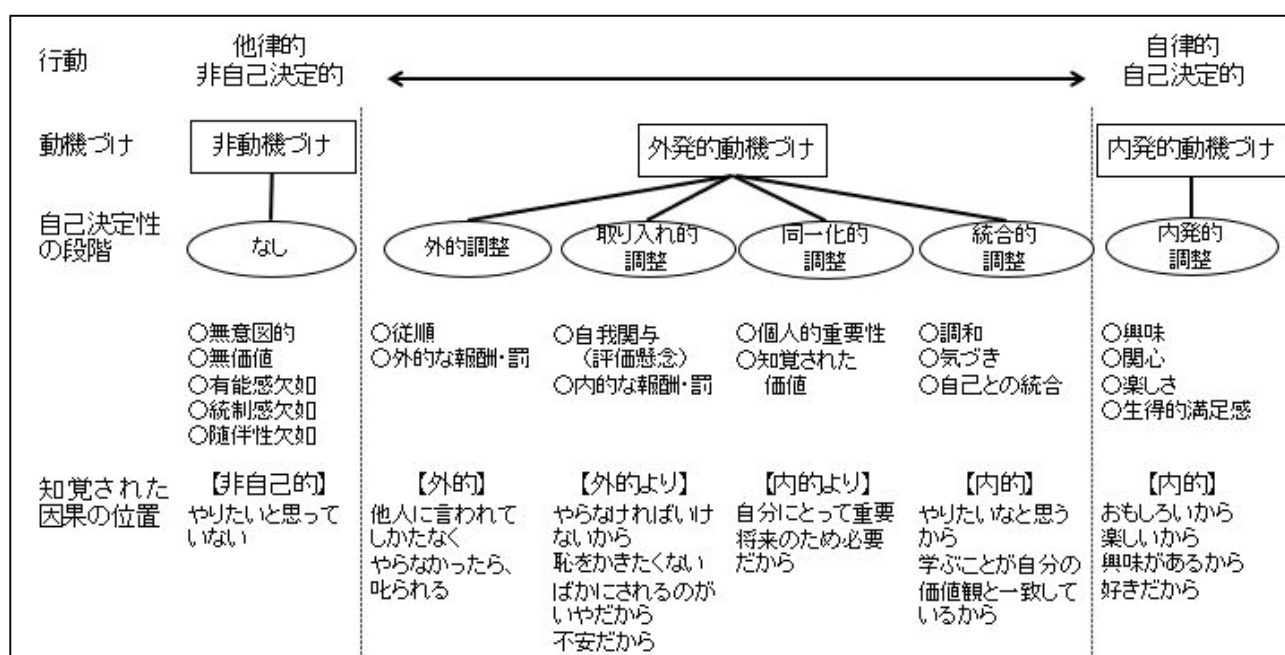 行動
他律的
非自己決定的
自律的
自己決定的
動機づけ
非動機づけ
外発的動機づけ
内発的動機づけ
自己決定性
の段階
なし
外的調整
取り入れ的
調整
同一化的
調整
統合的
調整
内発的
調整
○無意図的
○無価値
○有能感欠如
○統制感欠如
○随伴性欠如
○従順
○外的な報酬・罰
○自我関与
(評価懸念)
○内的な報酬・罰
○個人的重要性
○知覚された
価値
○調和
○気づき
○自己との統合
○興味
○関心
○楽しさ
○生得的満足感
知覚された
因果の位置
【非自己的】
やりたいと思って
いない
【外的】
他人に言われて
しかたなく
やらなかったら、
叱られる
【外的より】
やらなければいけ
ないから
恥をかきたくない
ばかにされるのが
いやだから
不安だから
【内的より】
自分にとって重要
将来のため必要
だから
【内的】
やりたいなと思う
から
学ぶことが自分の
価値観と一致して
いるから
【内的】
おもしろいから
楽しいから
興味があるから
好きだから